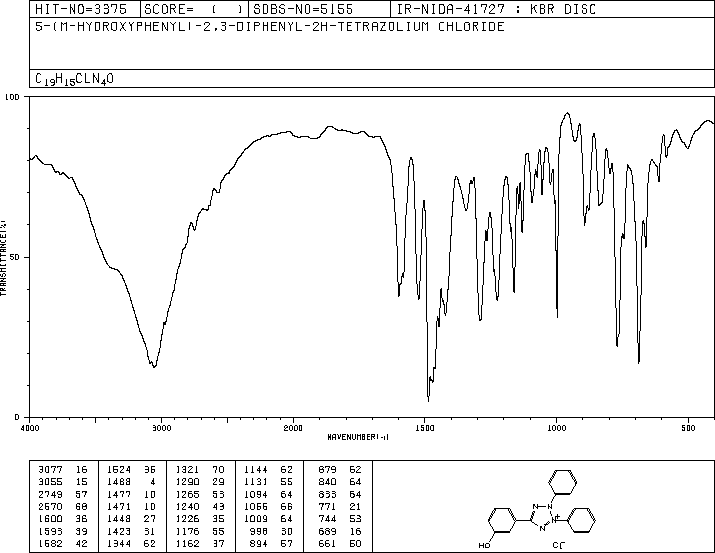 HIT-NO=3375 SCORE= ( ) SDBS-NO=5155 IR-NIDA-41727 : KBR DISC
5-(M-HYDROXYPHENYL)-2,3-DIPHENYL-2H-TETRAZOLIUM CHLORIDE
C19H15CLN4O
100
50
0
TRANSMITTANCE(%)
4000 3000 2000 1500 1000 500
WAVENUMBER(-1)
3077 16 1524 36 1321 70 1144 62 879 62
3055 15 1488 4 1290 29 1131 55 840 64
2749 57 1477 10 1265 53 1094 64 833 64
2670 68 1471 10 1240 43 1066 66 771 21
1600 36 1448 27 1226 35 1009 64 744 53
1593 39 1423 31 1176 55 998 30 689 16
1582 42 1344 62 1162 37 894 57 661 50
N N
N N+
HO Cl-